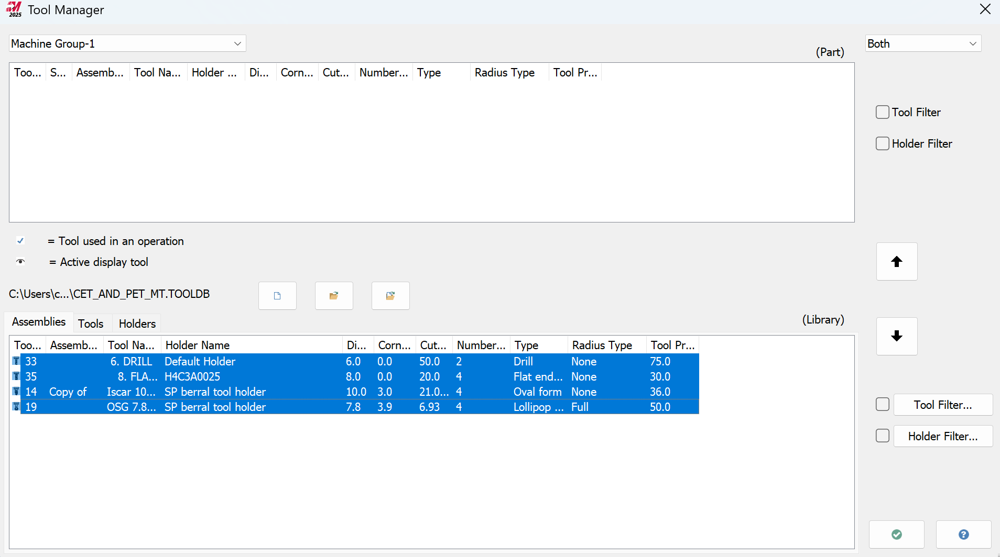 2025 Tool Manager
Machine Group-1
(Part)
Both
Too... S... Assemb... Tool Na... Holder ... Di... Corn... Cut... Number... Type Radius Type Tool Pr...
Tool Filter
Holder Filter
= Tool used in an operation
= Active display tool
C:\Users\c...\CET_AND_PET_MT.TOOLDB
Assemblies Tools Holders
(Library)
Too... Assemb... Tool Na... Holder Name Di... Corn... Cut... Number... Type Radius Type Tool Pr...
33 6. DRILL Default Holder 6.0 0.0 50.0 2 Drill None 75.0
35 8. FLA... H4C3A0025 8.0 0.0 20.0 4 Flat end... None 30.0
14 Copy of Iscar 10... SP berral tool holder 10.0 3.0 21.0... 4 Oval form None 36.0
19 OSG 7.8... SP berral tool holder 7.8 3.9 6.93 4 Lollipop ... Full 50.0
Tool Filter...
Holder Filter...